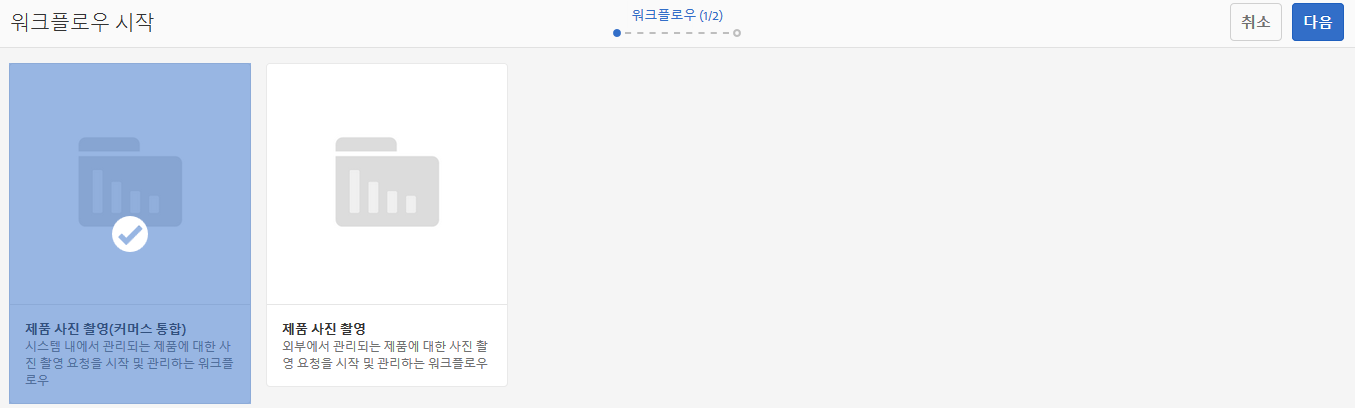 워크플로우 시작
워크플로우 (1/2)
취소
다음
제품 사진 촬영(커머스 통합)
시스템 내에서 관리되는 제품에 대한 사
진 촬영 요청을 시작 및 관리하는 워크플
로우
제품 사진 촬영
외부에서 관리되는 제품에 대한 사진 촬
영 요청을 시작 및 관리하는 워크플로우